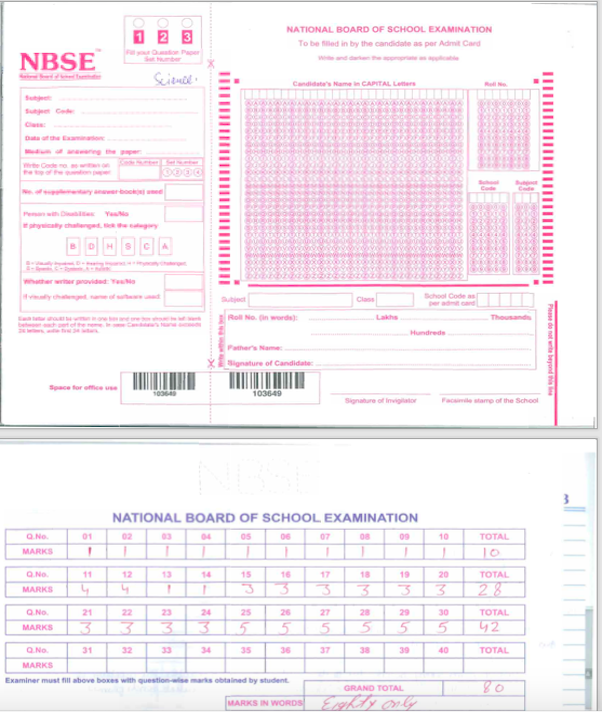 1 2 3
Fill your Question Paper
Set Number
NBSE
National Board of School Examination
Science.
Subject:
Subject Code:
Class:
Date of the Examination:
Medium of answering the paper:
Write Code no. as written on
the top of the question paper
Code Number Set Number
1 2 3 4
No. of supplementary answer-book(s) used
Person with Disabilities: Yes/No
If physically challenged, tick the category
B D H S C A
B = Visually Impaired, D = Hearing Impaired, H = Physically Challenged
S = Spastic, C = Dyslexic, A = Autistic
Whether writer provided: Yes/No
If visually challenged, name of software used:
Each letter should be written in one box and one box should be left blank
between each part of the name. In case Candidate's Name exceeds
24 letters, write first 24 letters.
Space for office use
103649
NATIONAL BOARD OF SCHOOL EXAMINATION
To be filled in by the candidate as per Admit Card
Write and darken the appropriate as applicable
Candidate's Name in CAPITAL Letters
Roll No.
School
Code
Subject
Code
Subject
Class
School Code as
per admit card
Write within this box
Roll No. (in words): Lakhs Thousands
Hundreds
Father's Name:
Signature of Candidate:
Please do not write beyond this line
103649
Signature of Invigilator
Facsimile stamp of the School
NBSE
NATIONAL BOARD OF SCHOOL EXAMINATION
Q.No. 01 02 03 04 05 06 07 08 09 10 TOTAL
MARKS 1 1 1 1 1 1 1 1 1 1 10
Q.No. 11 12 13 14 15 16 17 18 19 20 TOTAL
MARKS 4 4 1 1 3 3 3 3 3 3 28
Q.No. 21 22 23 24 25 26 27 28 29 30 TOTAL
MARKS 3 3 3 3 5 5 5 5 5 5 42
Q.No. 31 32 33 34 35 36 37 38 39 40 TOTAL
MARKS
Examiner must fill above boxes with question-wise marks obtained by student.
GRAND TOTAL 80
MARKS IN WORDS Eighty only